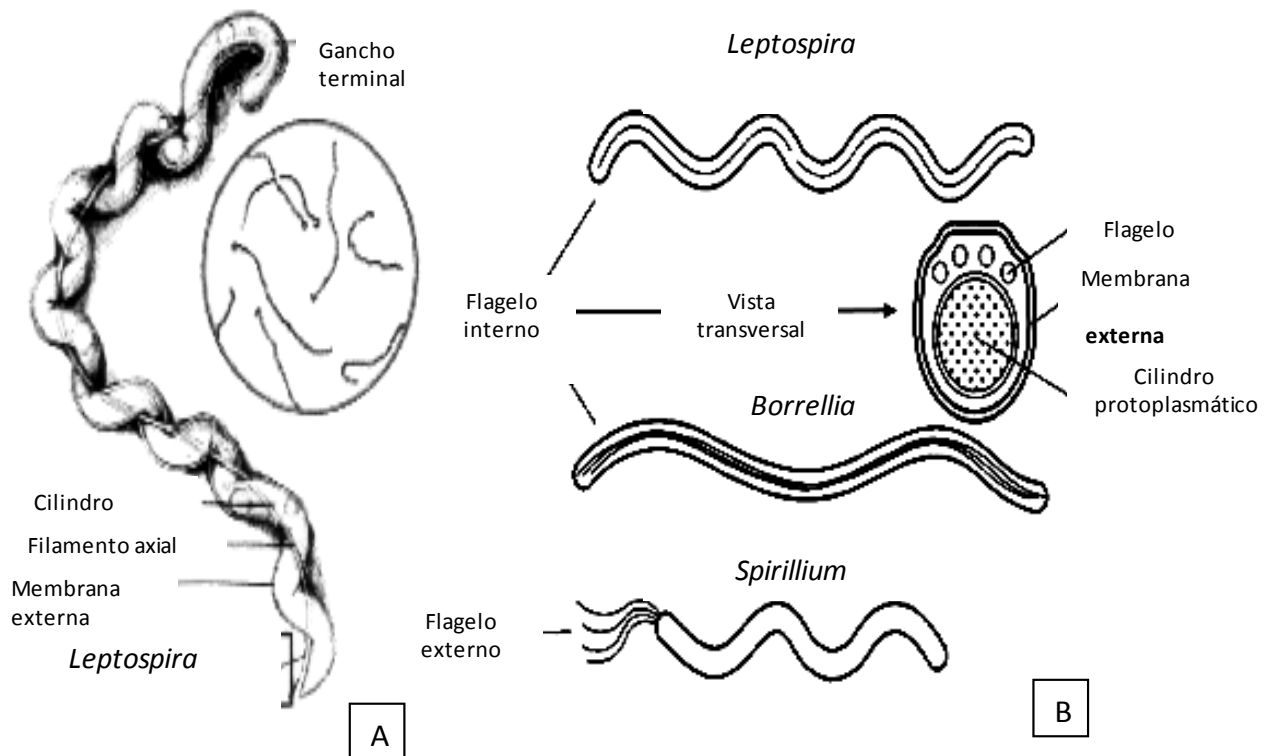 Gancho
terminal
Cilindro
Filamento axial
Membrana
externa
Leptospira
A
Leptospira
Flagelo
interno
Vista
transversal
Flagelo
Membrana
externa
Cilindro
protoplasmático
Borrellia
Spirillium
Flagelo
externo
B